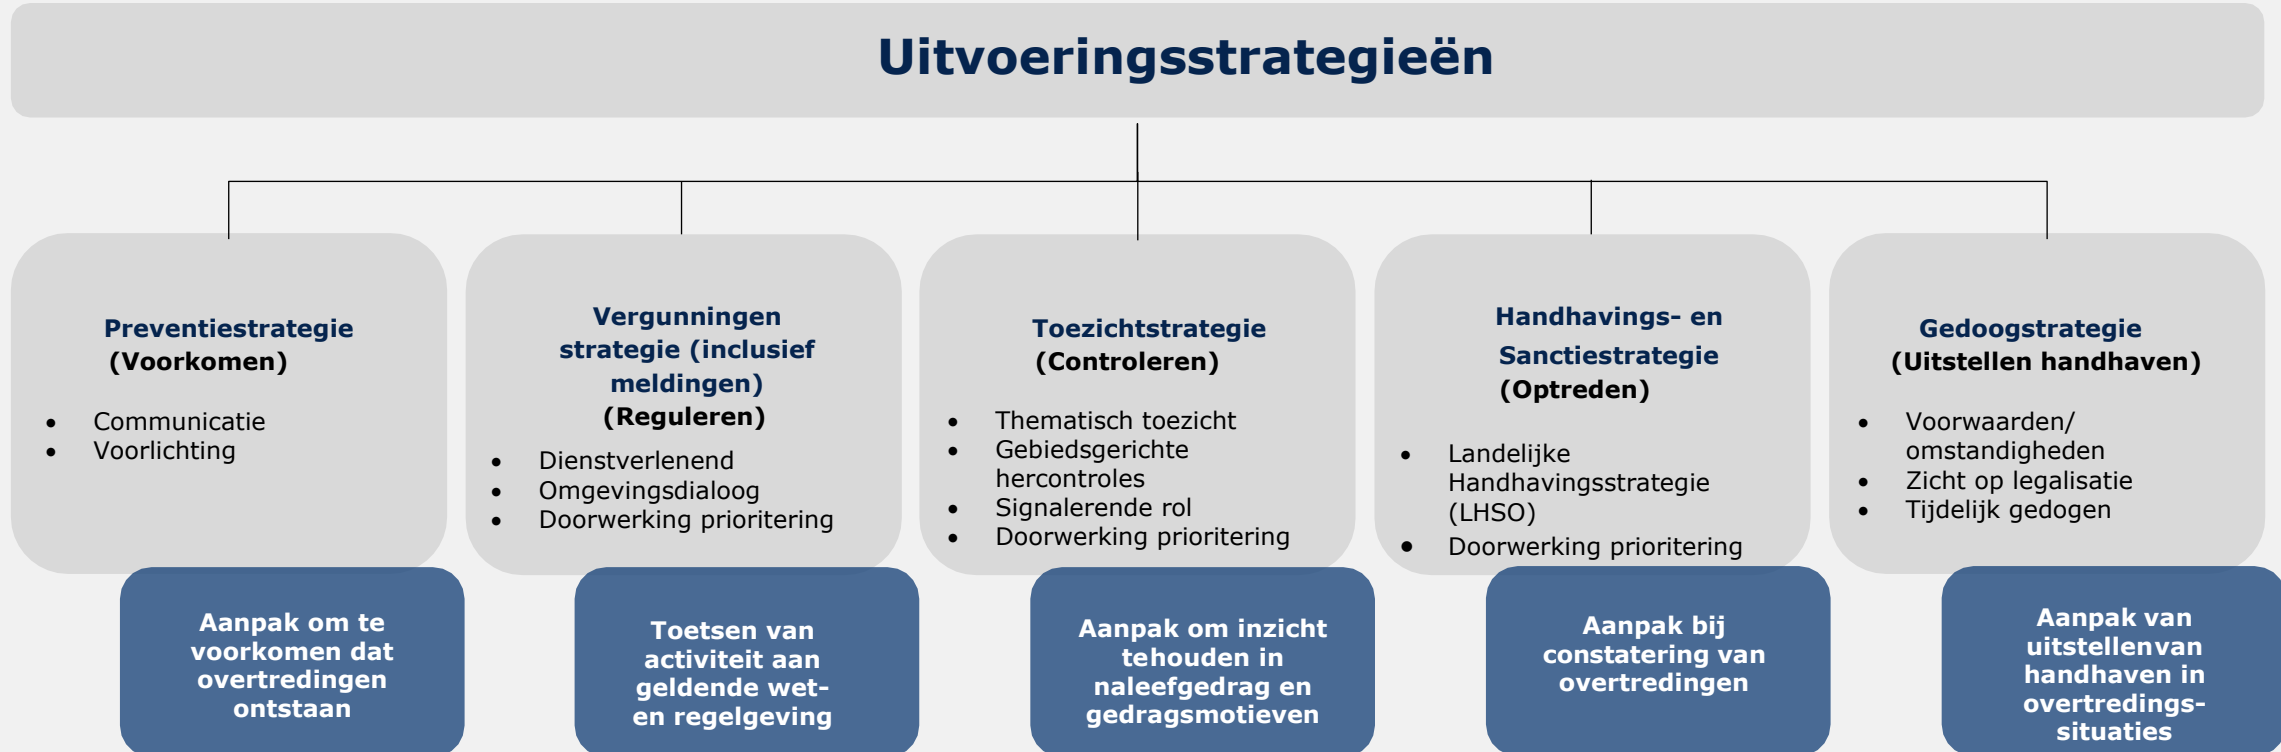 Uitvoeringsstrategieën
Preventiestrategie
(Voorkomen)
• Communicatie
• Voorlichting
Aanpak om te
voorkomen dat
overtredingen
ontstaan
Vergunningen
strategie (inclusief
meldingen)
(Reguleren)
• Dienstverlenend
• Omgevingsdialoog
• Doorwerking prioritering
Toetsen van
activiteit aan
geldende wet-
en regelgeving
Toezichtstrategie
(Controleren)
• Thematisch toezicht
• Gebiedsgerichte
hercontroles
• Signalerende rol
• Doorwerking prioritering
Aanpak om inzicht
tehouden in
naleefgedrag en
gedragsmotieven
Handhavings- en
Sanctiestrategie
(Optreden)
• Landelijke
Handhavingsstrategie
(LHSO)
• Doorwerking prioritering
Aanpak bij
constatering van
overtredingen
Gedoogstrategie
(Uitstellen handhaven)
• Voorwaarden/
omstandigheden
• Zicht op legalisatie
• Tijdelijk gedogen
Aanpak van
uitstellenvan
handhaven in
overtredings-
situaties